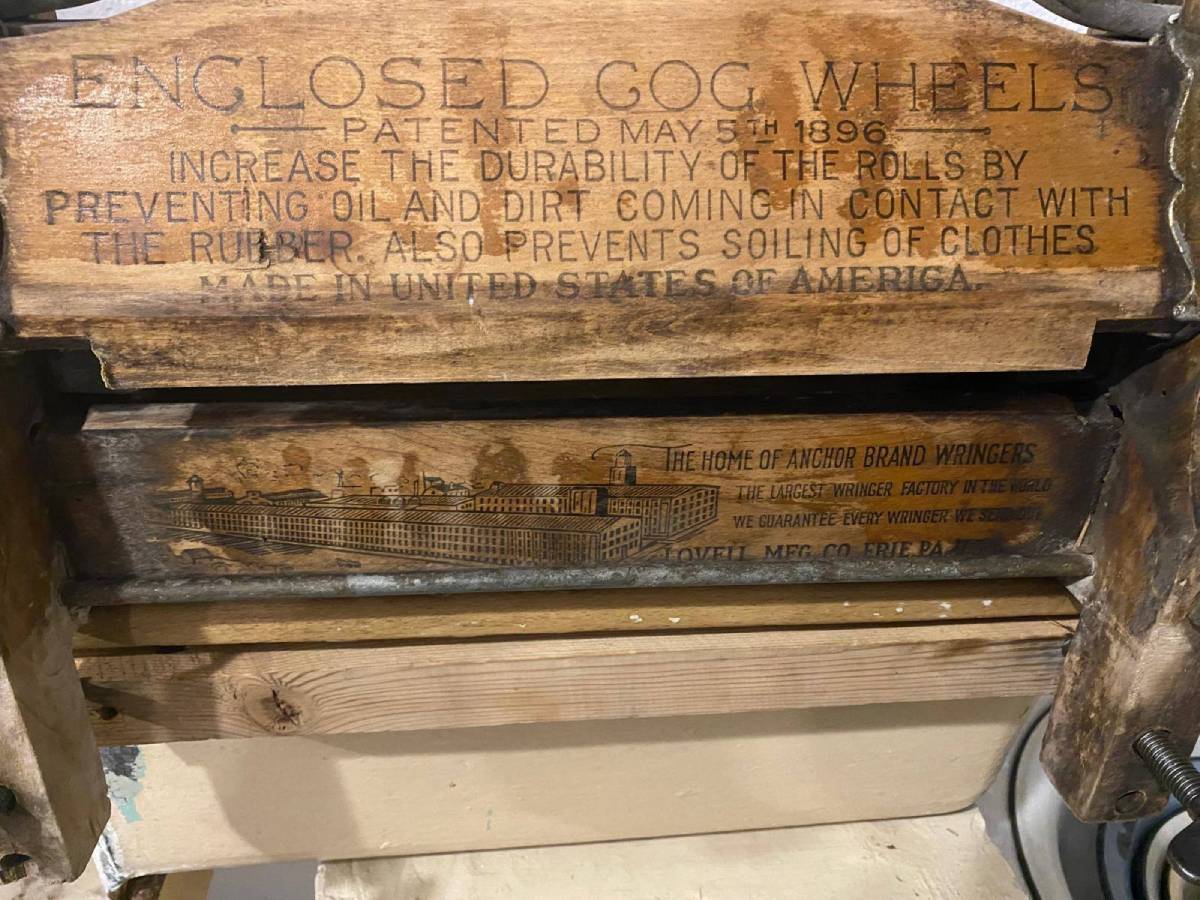 ENCLOSED COG WHEELS
PATENTED MAY 5TH 1896
INCREASE THE DURABILITY OF THE ROLLS BY
PREVENTING OIL AND DIRT COMING IN CONTACT WITH
THE RUBBER. ALSO PREVENTS SOILING OF CLOTHES
MADE IN UNITED STATES OF AMERICA.
THE HOME OF ANCHOR BRAND WRINGERS
THE LARGEST WRINGER FACTORY IN THE WORLD
WE GUARANTEE EVERY WRINGER WE
LOVELL MFG. CO. ERIE, PA.